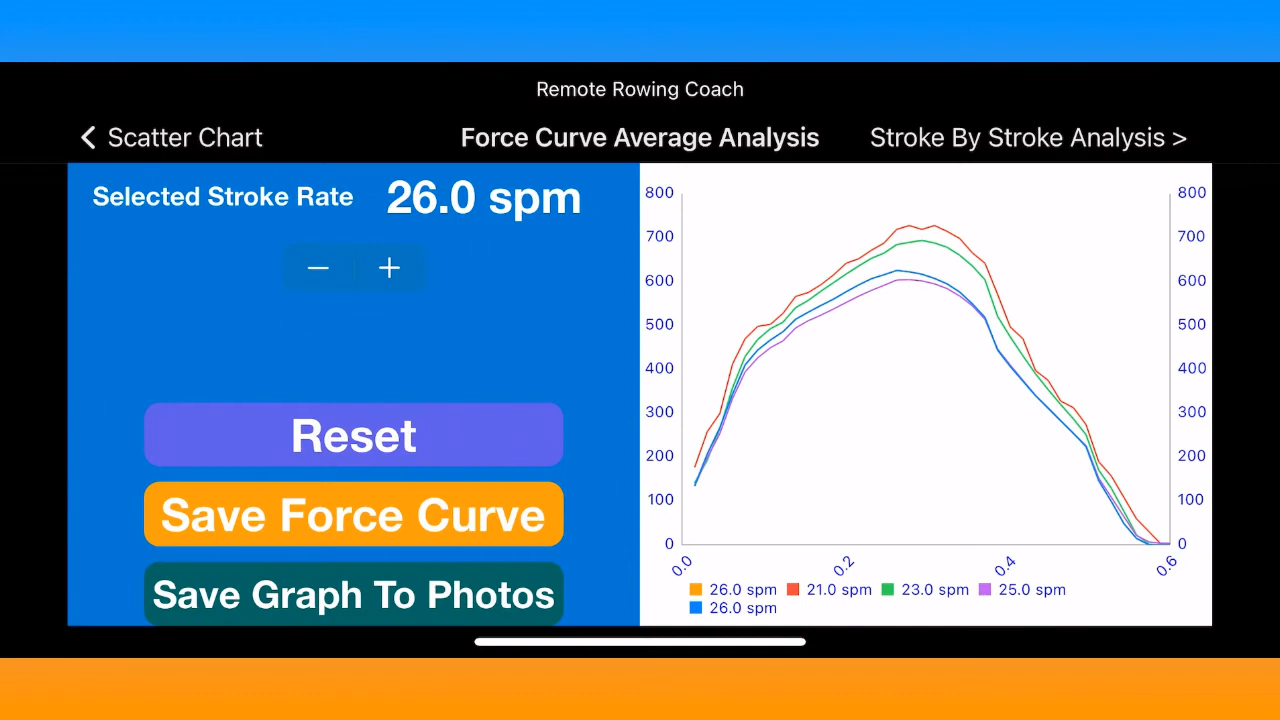 Remote Rowing Coach
Scatter Chart
Force Curve Average Analysis
Stroke By Stroke Analysis >
Selected Stroke Rate
26.0 spm
− +
Reset
Save Force Curve
Save Graph To Photos
800
700
600
500
400
300
200
100
0
800
700
600
500
400
300
200
100
0
0.0 0.2 0.4 0.6
26.0 spm 21.0 spm 23.0 spm 25.0 spm
26.0 spm